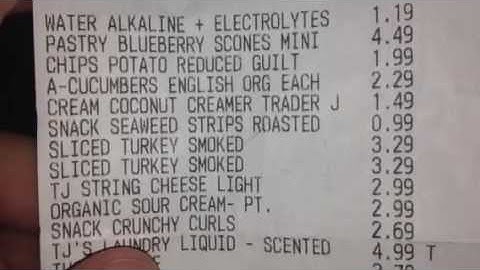 WATER ALKALINE + ELECTROLYTES 1.19
PASTRY BLUEBERRY SCONES MINI 4.49
CHIPS POTATO REDUCED GUILT 1.99
A-CUCUMBERS ENGLISH ORG EACH 2.29
CREAM COCONUT CREAMER TRADER J 1.49
SNACK SEAWEED STRIPS ROASTED 0.99
SLICED TURKEY SMOKED 3.29
SLICED TURKEY SMOKED 3.29
TJ STRING CHEESE LIGHT 2.99
ORGANIC SOUR CREAM- PT. 2.99
SNACK CRUNCHY CURLS 2.69
TJ'S LAUNDRY LIQUID - SCENTED 4.99 T